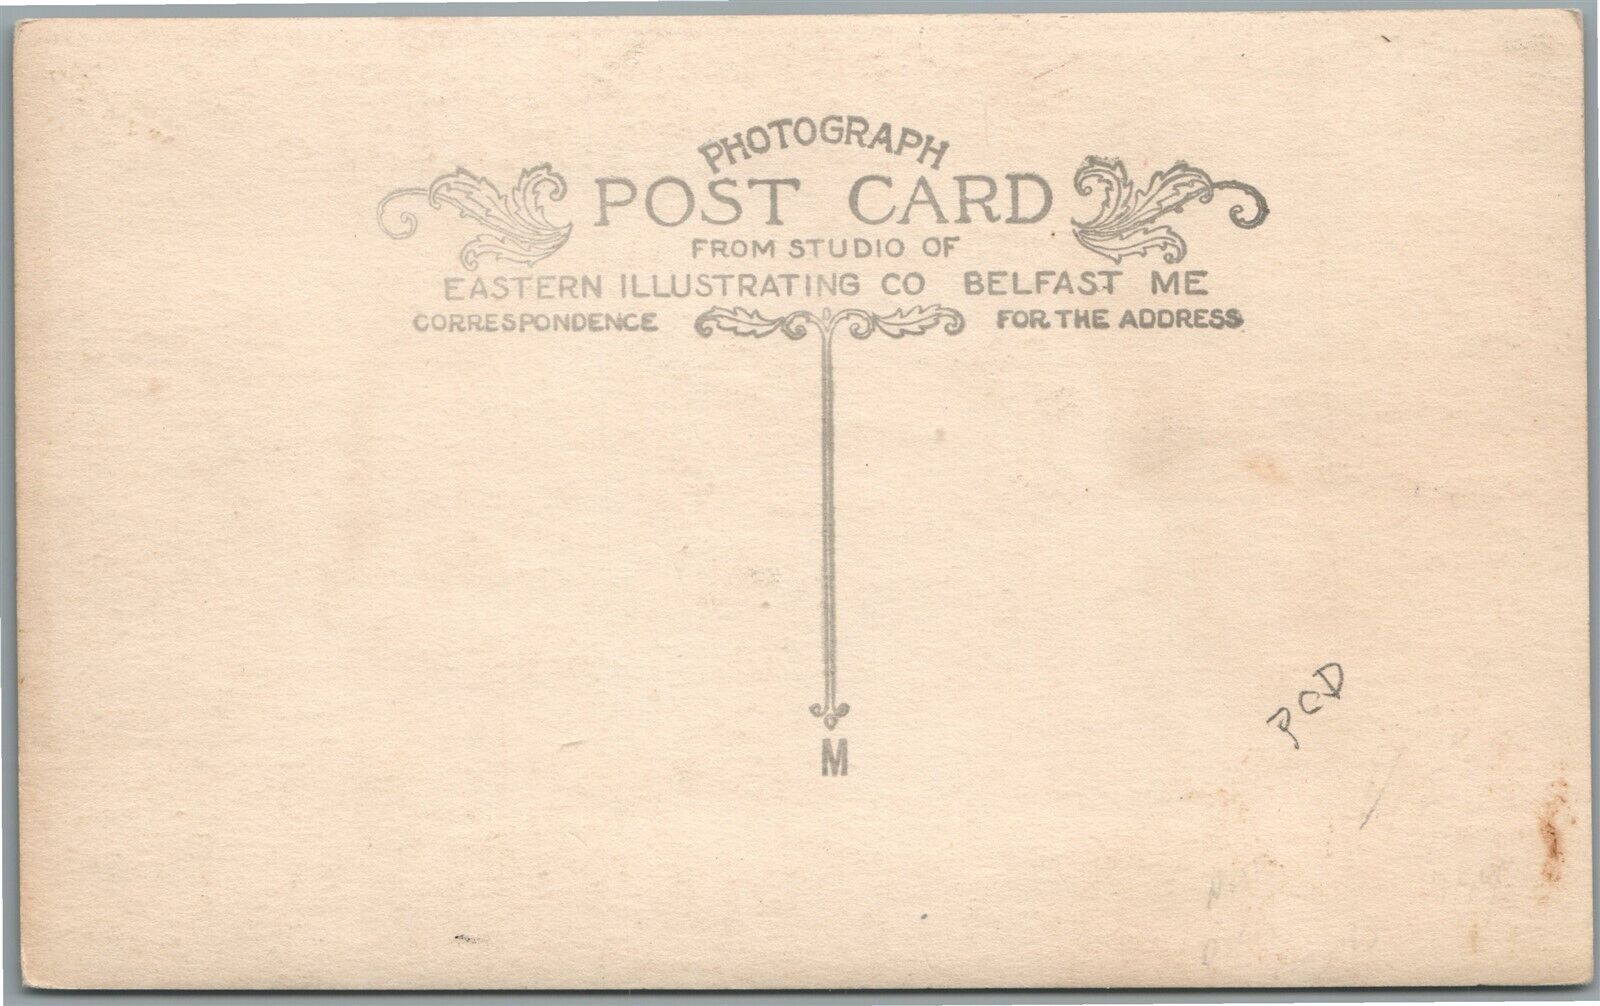 PHOTOGRAPH
POST CARD
FROM STUDIO OF
EASTERN ILLUSTRATING CO BELFAST ME
CORRESPONDENCE FOR THE ADDRESS
M
PCD